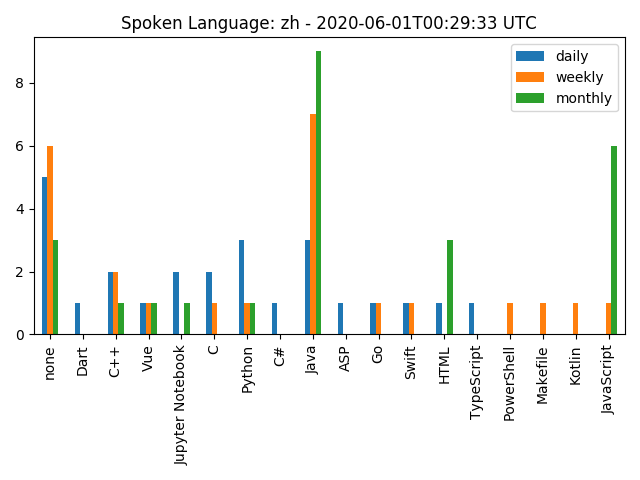 Spoken Language: zh - 2020-06-01T00:29:33 UTC
daily
weekly
monthly
8
6
4
2
0
none
Dart
C++
Vue
Jupyter Notebook
C
Python
C#
Java
ASP
Go
Swift
HTML
TypeScript
PowerShell
Makefile
Kotlin
JavaScript